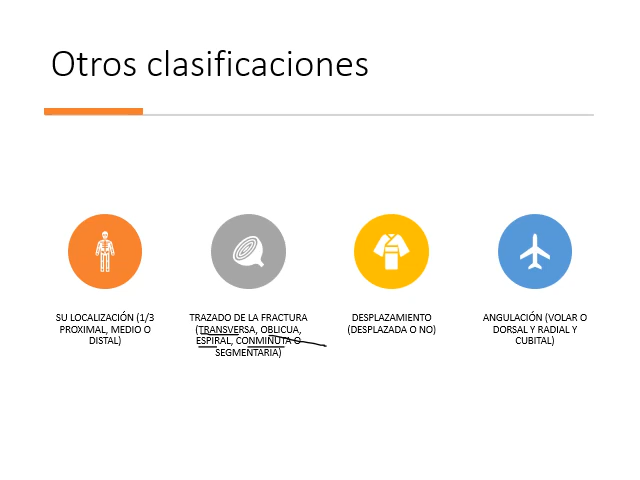 Otros clasificaciones
SU LOCALIZACIÓN (1/3
PROXIMAL, MEDIO O
DISTAL)
TRAZADO DE LA FRACTURA
(TRANSVERSA, OBLICUA,
ESPIRAL, CONMINUTA O
SEGMENTARIA)
DESPLAZAMIENTO
(DESPLAZADA O NO)
ANGULACIÓN (VOLAR O
DORSAL Y RADIAL Y
CUBITAL)